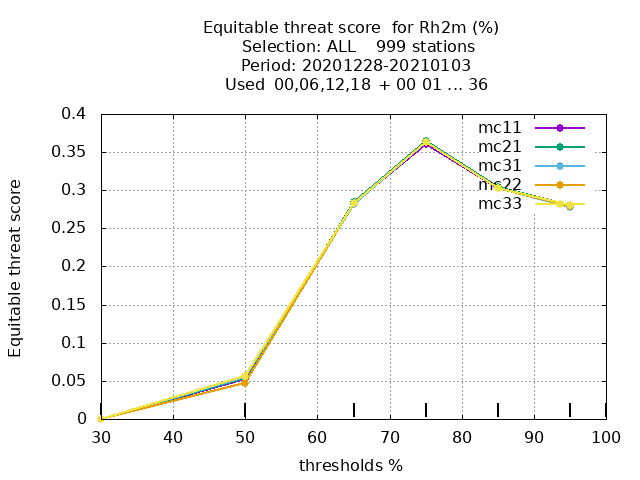 Equitable threat score  for Rh2m (%)
Selection: ALL    999 stations
Period: 20201228-20210103
Used  00,06,12,18  + 00 01 ... 36
Equitable threat score
0.4
0.35
0.3
0.25
0.2
0.15
0.1
0.05
0
mc11
mc21
mc31
mc22
mc33
30 40 50 60 70 80 90 100
thresholds %